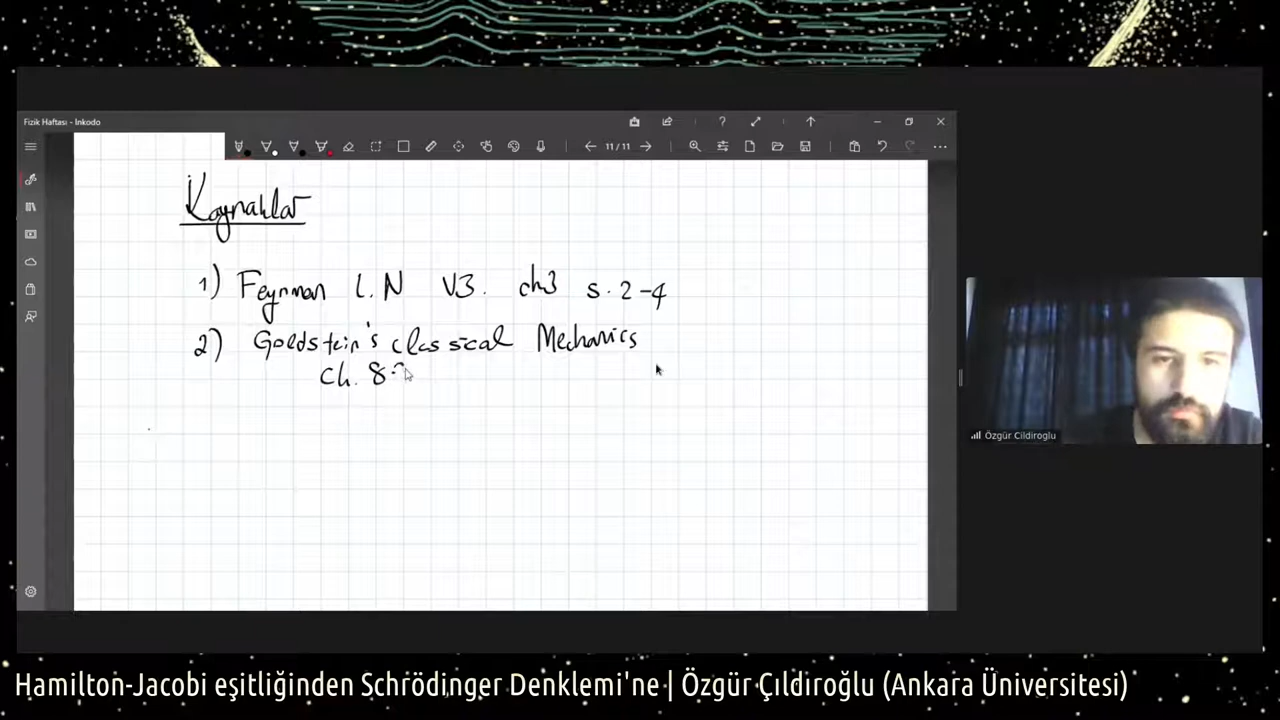 Fizik Haftası - Inkodo
11/11
Kaynaklar
1) Feynman L.N V3. ch3 s.2-4
2) Goldstein's classical Mechanics
ch. 8
Özgür Cildiroglu
Hamilton-Jacobi eşitliğinden Schrödinger Denklemi'ne | Özgür Çıldıroğlu (Ankara Üniversitesi)